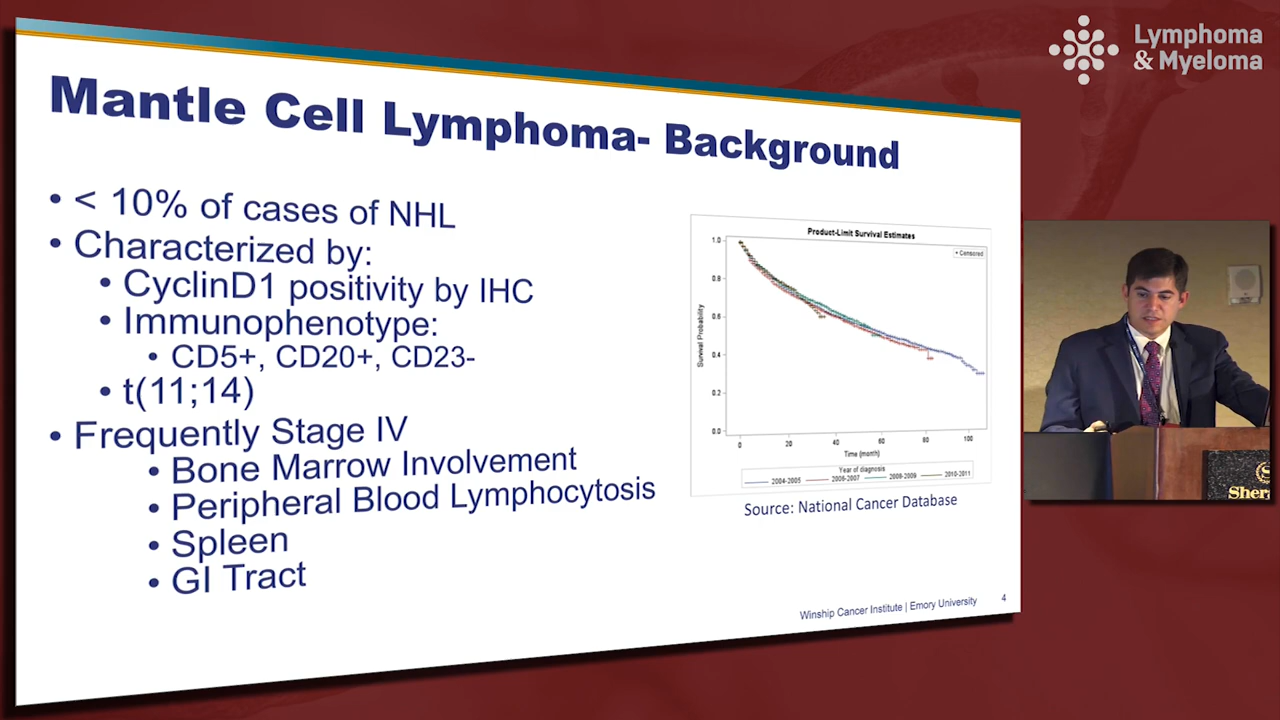 Lymphoma
& Myeloma
Mantle Cell Lymphoma- Background
• < 10% of cases of NHL
• Characterized by:
• CyclinD1 positivity by IHC
• Immunophenotype:
• CD5+, CD20+, CD23-
• t(11;14)
• Frequently Stage IV
• Bone Marrow Involvement
• Peripheral Blood Lymphocytosis
• Spleen
• GI Tract
Product-Limit Survival Estimates
+ Censored
Survival Probability
1.0
0.8
0.6
0.4
0.2
0.0
0 20 40 60 80 100
Time (month)
Year of diagnosis
2004-2005 2006-2007 2008-2009 2010-2011
Source: National Cancer Database
Winship Cancer Institute | Emory University
4
Sher